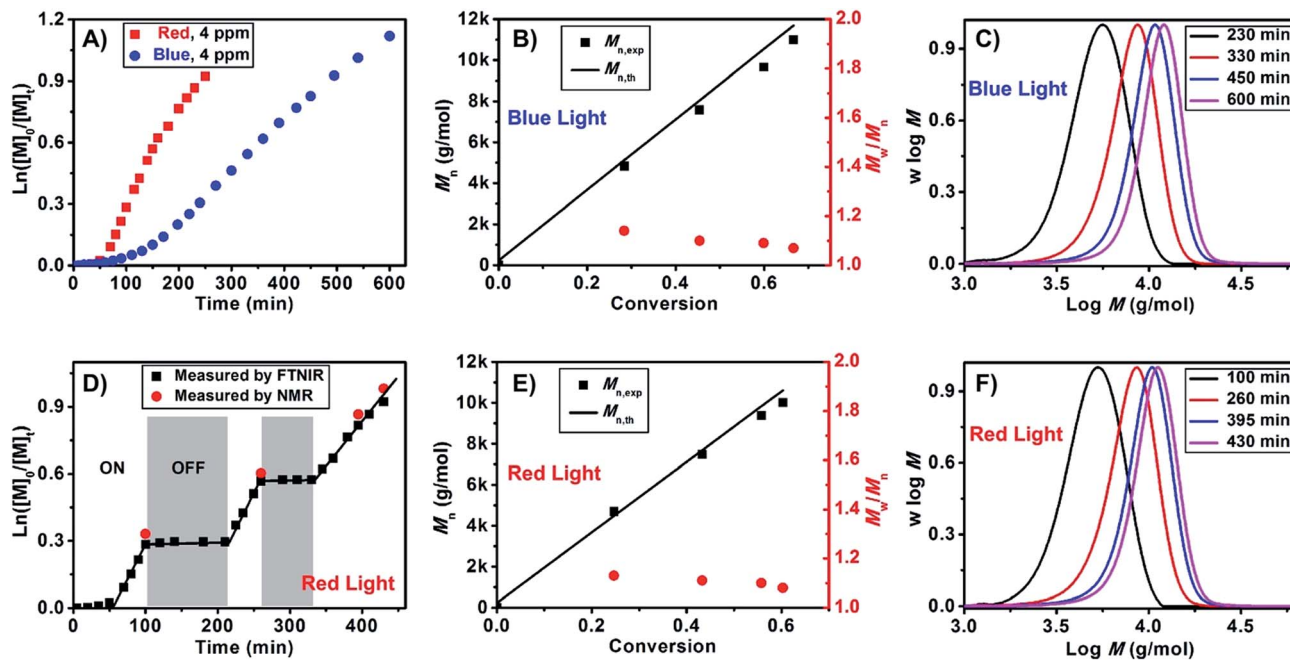 A)
Red, 4 ppm
Blue, 4 ppm
Ln([M]0/[M]t)
1.2
0.9
0.6
0.3
0.0
0 100 200 300 400 500 600
Time (min)
B)
Mn,exp
Mn,th
Blue Light
Mn (g/mol)
12k
10k
8k
6k
4k
2k
0
0.0 0.2 0.4 0.6
Conversion
2.0
1.8
1.6
1.4
1.2
1.0
Mw/Mn
C)
230 min
330 min
450 min
600 min
Blue Light
w log M
0.9
0.6
0.3
0.0
3.0 3.5 4.0 4.5
Log M (g/mol)
D)
Measured by FTNIR
Measured by NMR
ON OFF
Red Light
Ln([M]0/[M]t)
0.9
0.6
0.3
0.0
0 100 200 300 400
Time (min)
E)
Mn,exp
Mn,th
Red Light
Mn (g/mol)
12k
10k
8k
6k
4k
2k
0
0.0 0.2 0.4 0.6
Conversion
2.0
1.8
1.6
1.4
1.2
1.0
Mw/Mn
F)
100 min
260 min
395 min
430 min
Red Light
w log M
0.9
0.6
0.3
0.0
3.0 3.5 4.0 4.5
Log M (g/mol)